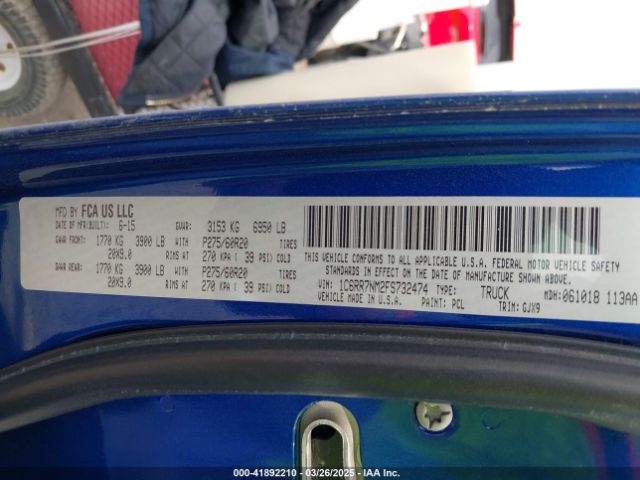 MFD BY FCA US LLC
DATE OF MFR(BUILT): 6-15 GVWR: 3153 KG 6950 LB
GAWR FRONT: 1770 KG 3900 LB WITH P275/60R20 TIRES
20X9.0 RIMS AT 270 KPA ( 39 PSI) COLD
GAWR REAR: 1770 KG 3900 LB WITH P275/60R20 TIRES
20X9.0 RIMS AT 270 KPA ( 39 PSI) COLD
THIS VEHICLE CONFORMS TO ALL APPLICABLE U.S.A. FEDERAL MOTOR VEHICLE SAFETY
STANDARDS IN EFFECT ON THE DATE OF MANUFACTURE SHOWN ABOVE.
VIN: 1C6RR7NM2FS732474 TYPE: TRUCK MDH: 061018 113AA
VEHICLE MADE IN U.S.A. PAINT: PCL TRIM: GJX9
000-41892210 | 03/26/2025 | IAA Inc.